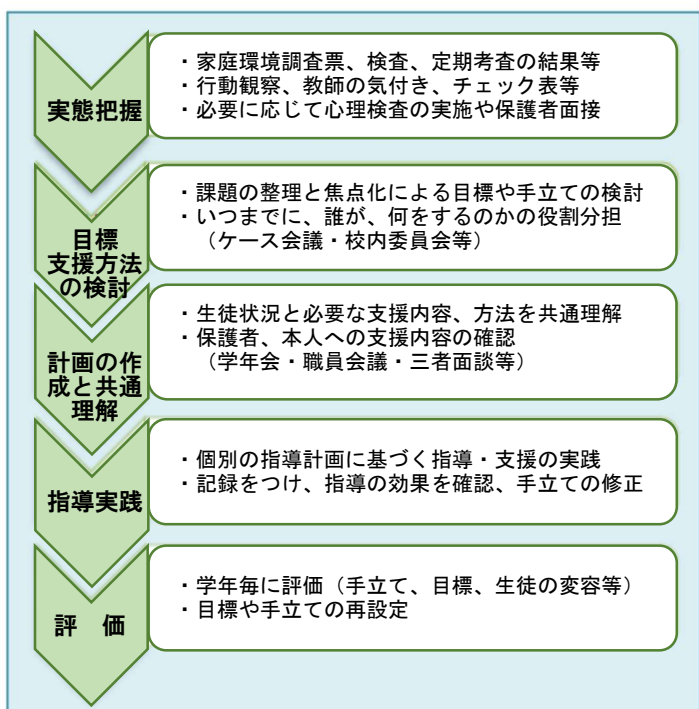 実態把握
・家庭環境調査票、検査、定期考査の結果等
・行動観察、教師の気付き、チェック表等
・必要に応じて心理検査の実施や保護者面接
目標
支援方法
の検討
・課題の整理と焦点化による目標や手立ての検討
・いつまでに、誰が、何をするのかの役割分担
（ケース会議・校内委員会等）
計画の作
成と共通
理解
・生徒状況と必要な支援内容、方法を共通理解
・保護者、本人への支援内容の確認
（学年会・職員会議・三者面談等）
指導実践
・個別の指導計画に基づく指導・支援の実践
・記録をつけ、指導の効果を確認、手立ての修正
評　価
・学年毎に評価（手立て、目標、生徒の変容等）
・目標や手立ての再設定